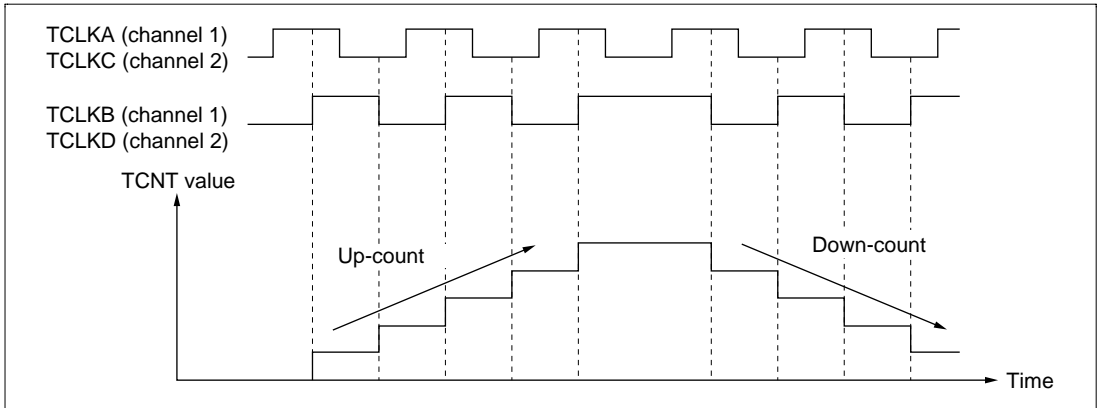 TCLKA (channel 1)
TCLKC (channel 2)
TCLKB (channel 1)
TCLKD (channel 2)
TCNT value
Up-count
Down-count
Time